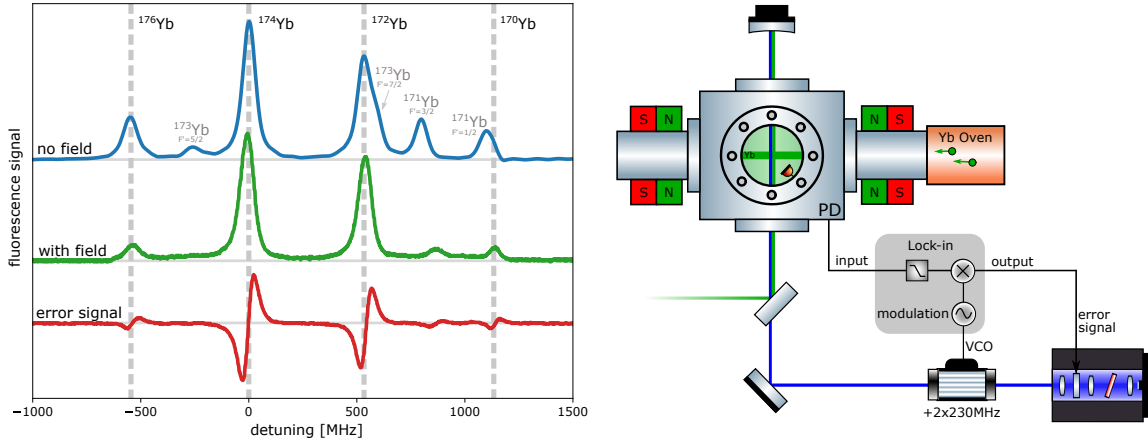 ¹⁷⁶Yb
¹⁷⁴Yb
¹⁷²Yb
¹⁷⁰Yb
¹⁷³Yb
F'=7/2
¹⁷¹Yb
F'=3/2
¹⁷³Yb
F'=5/2
¹⁷¹Yb
F'=1/2
no field
with field
error signal
fluorescence signal
−1000
−500
0
500
1000
1500
detuning [MHz]
S N
N S
Yb Oven
Yb
S N
N S
PD
Lock-in
input
output
modulation
error
signal
VCO
+2x230MHz